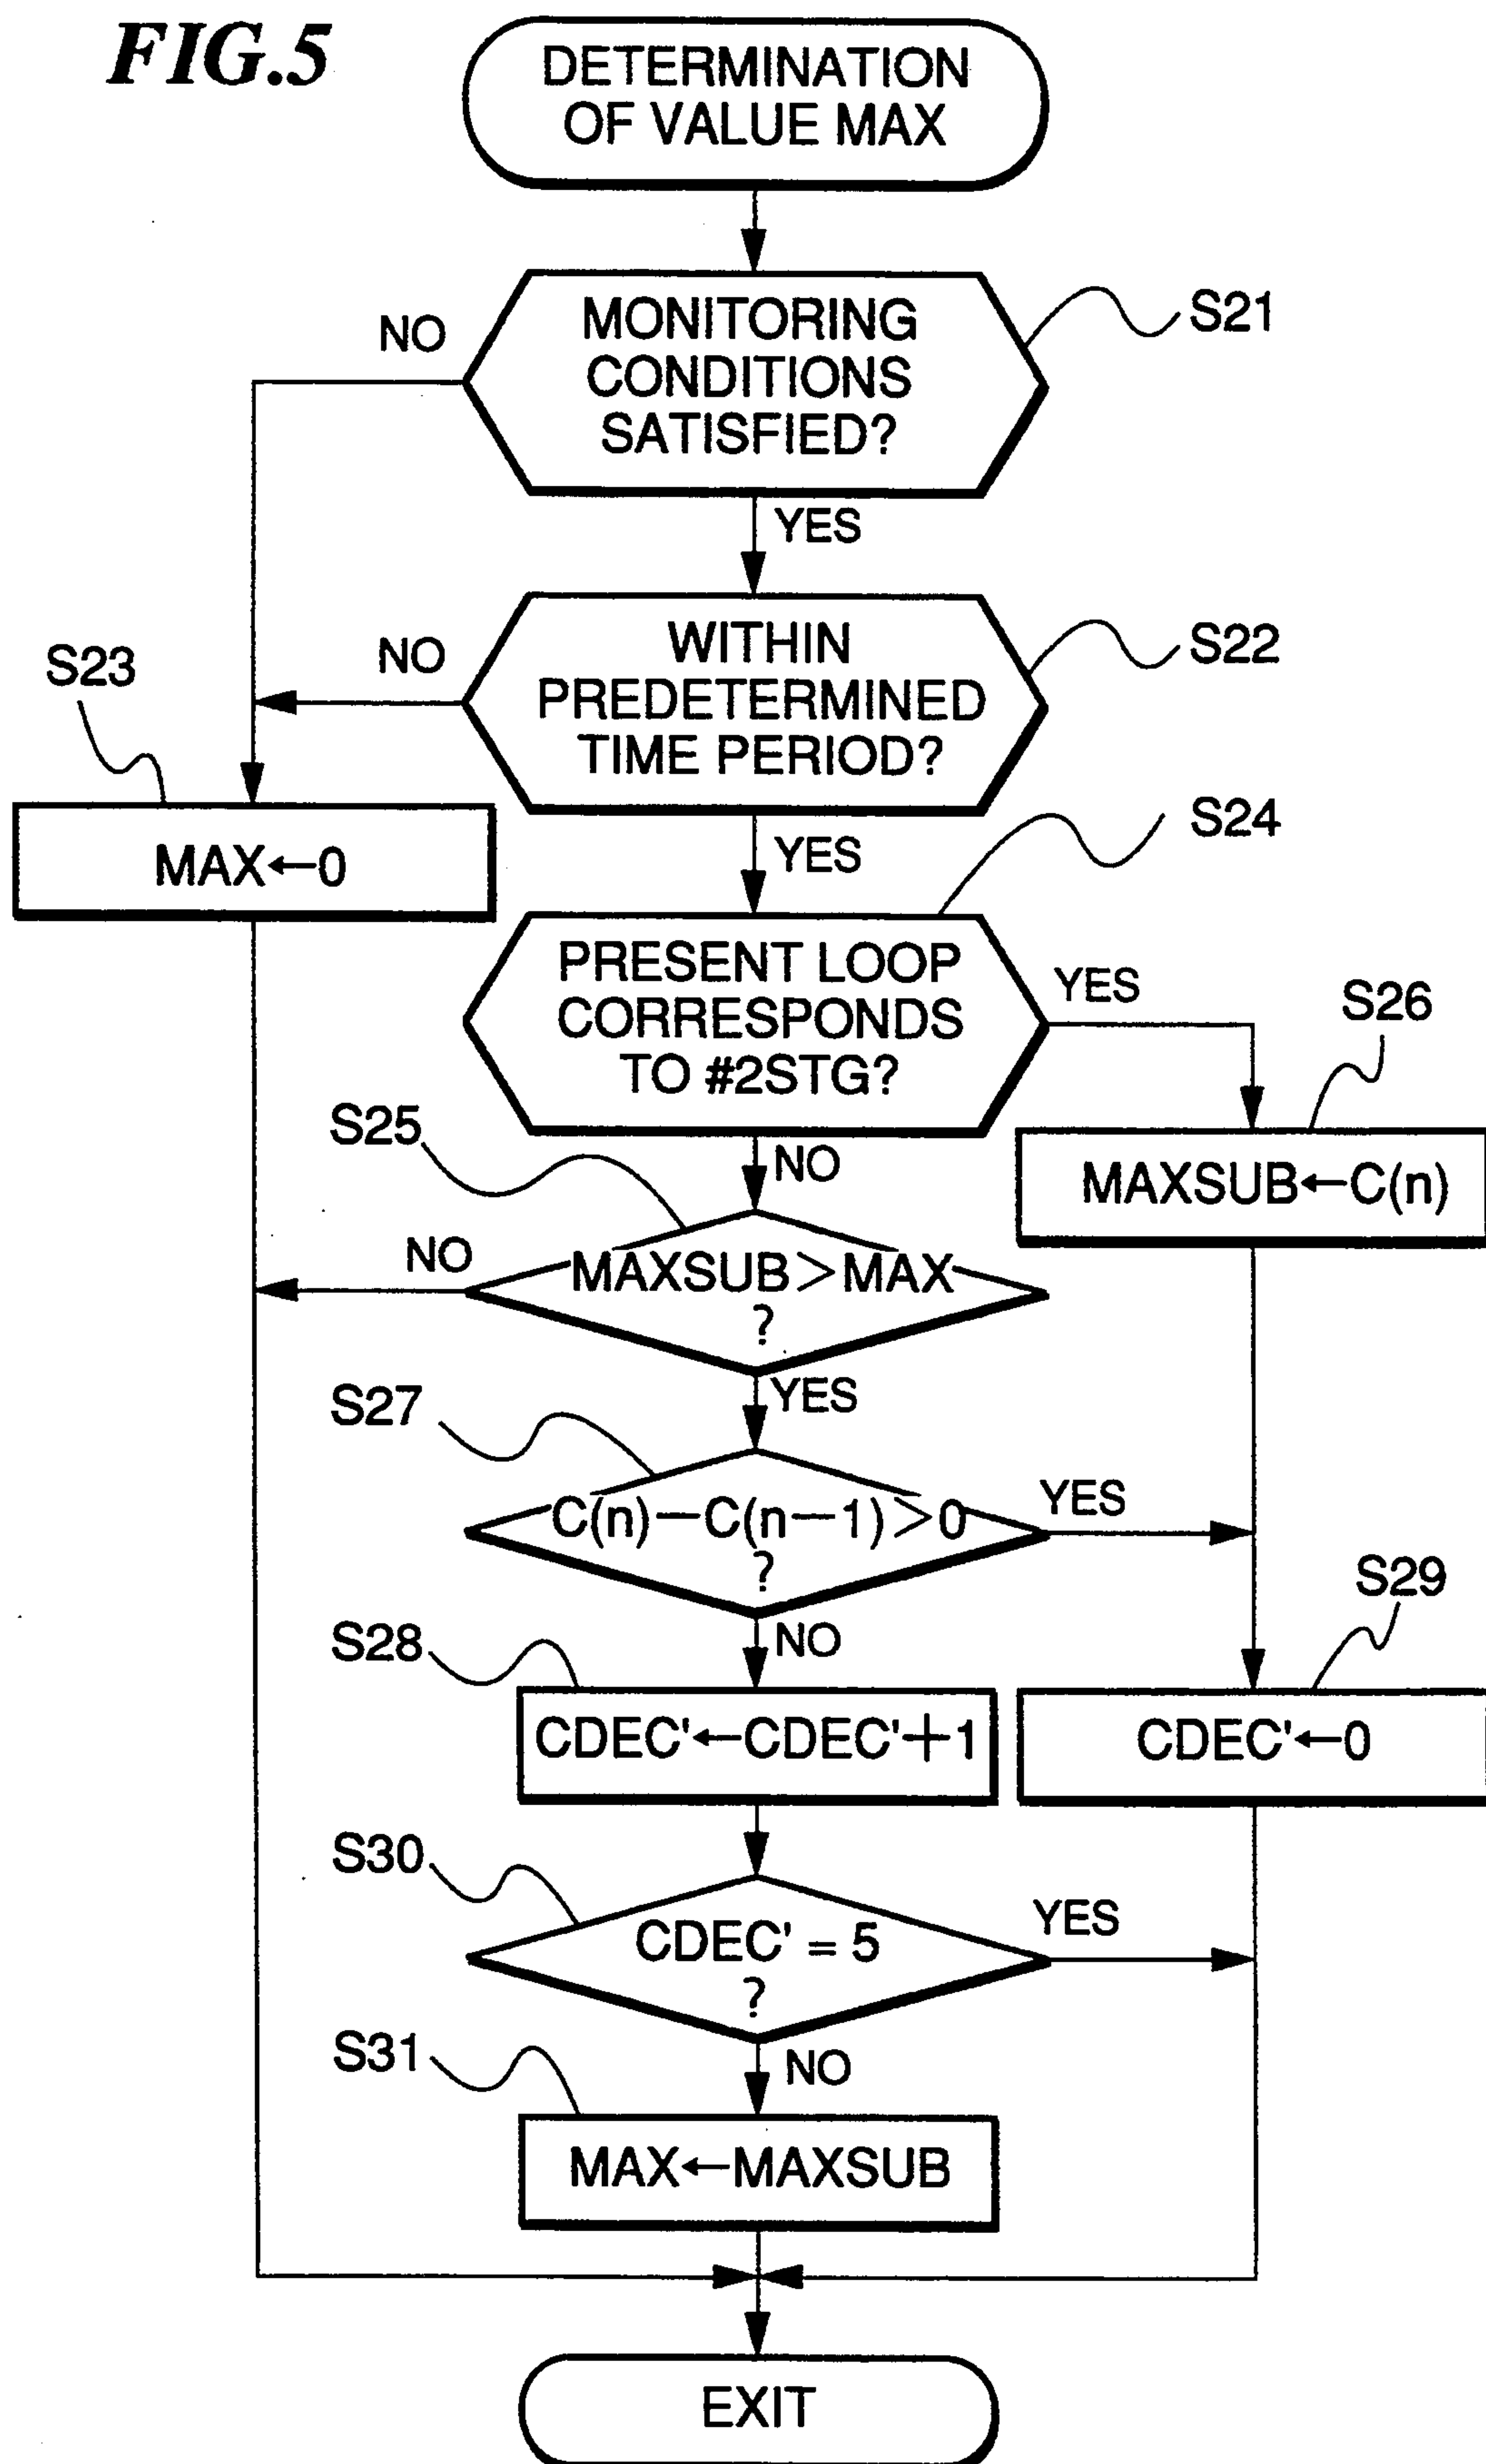 FIG.5
DETERMINATION
OF VALUE MAX
MONITORING
CONDITIONS
SATISFIED?
S21
NO
YES
WITHIN
PREDETERMINED
TIME PERIOD?
S22
NO
S23
MAX←0
YES
S24
PRESENT LOOP
CORRESPONDS
TO #2STG?
YES
S26
MAXSUB←C(n)
NO
S25
MAXSUB>MAX
?
NO
YES
S27
C(n)−C(n−1)>0
?
YES
S29
CDEC'←0
NO
S28
CDEC'←CDEC'+1
S30
CDEC' = 5
?
YES
NO
S31
MAX←MAXSUB
EXIT